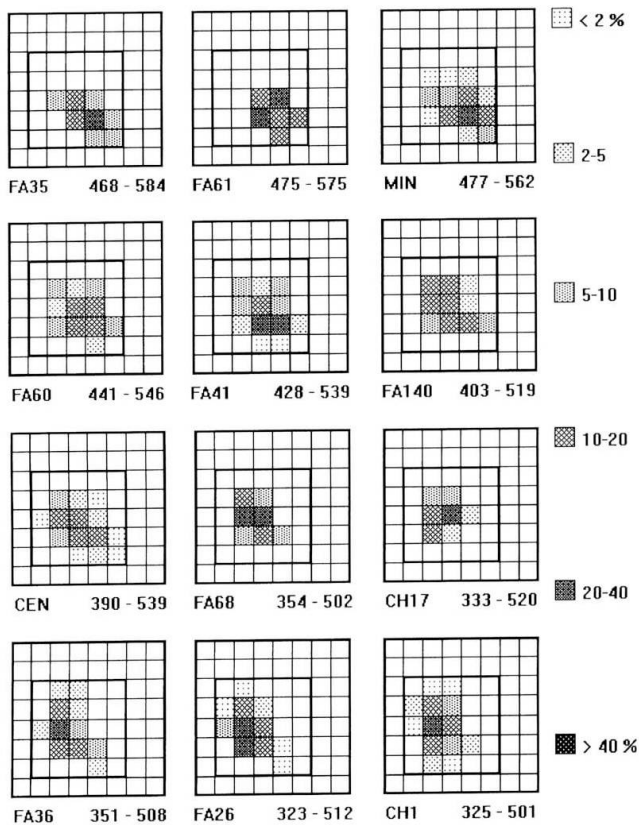 < 2 %
FA35 468 - 584 FA61 475 - 575 MIN 477 - 562
2-5
5-10
FA60 441 - 546 FA41 428 - 539 FA140 403 - 519
10-20
CEN 390 - 539 FA68 354 - 502 CH17 333 - 520
20-40
> 40 %
FA36 351 - 508 FA26 323 - 512 CH1 325 - 501